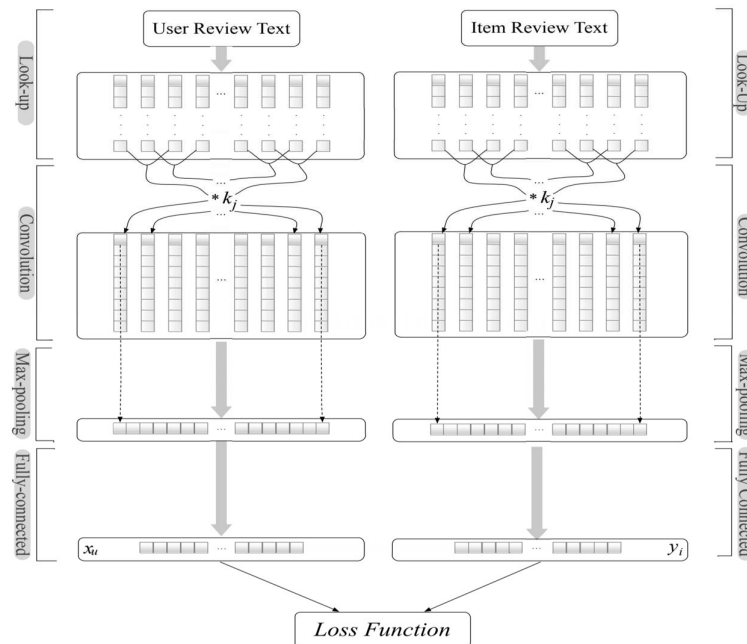 User Review Text
Item Review Text
Look-up
Look-Up
...
...
...
...
* k_j
* k_j
...
...
Convolution
Convolution
...
...
Max-pooling
Max-pooling
...
...
Fully-connected
Fully Connected
x_u
...
...
y_i
Loss Function